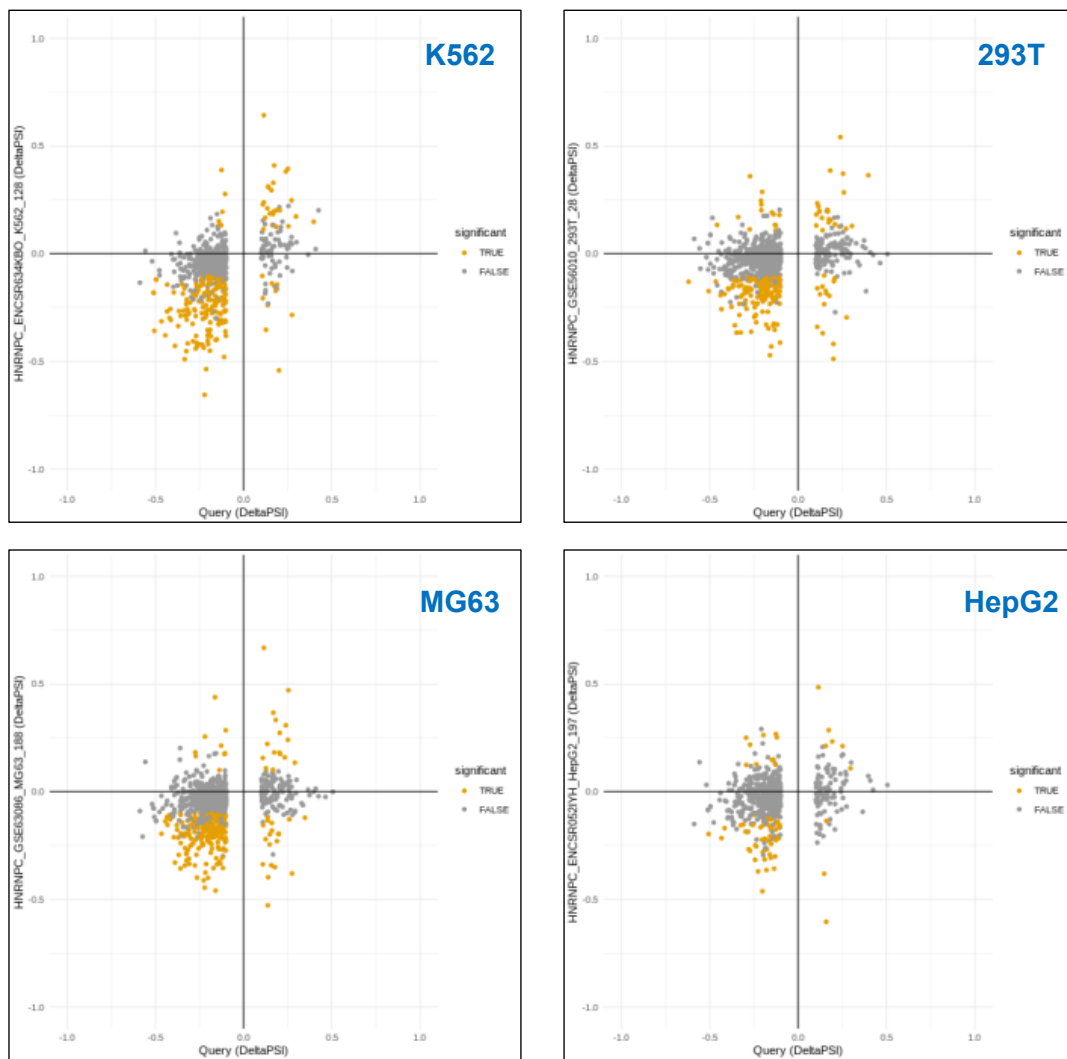 K562
HNRNPC_ENCSR634KBO_K562_128 (DeltaPSI)
1.0
0.5
0.0
-0.5
-1.0
significant
TRUE
FALSE
-1.0 -0.5 0.0 0.5 1.0
Query (DeltaPSI)
293T
HNRNPC_GSE56010_293T_28 (DeltaPSI)
1.0
0.5
0.0
-0.5
-1.0
significant
TRUE
FALSE
-1.0 -0.5 0.0 0.5 1.0
Query (DeltaPSI)
MG63
HNRNPC_GSE63086_MG63_188 (DeltaPSI)
1.0
0.5
0.0
-0.5
-1.0
significant
TRUE
FALSE
-1.0 -0.5 0.0 0.5 1.0
Query (DeltaPSI)
HepG2
HNRNPC_ENCSR052IYH_HepG2_197 (DeltaPSI)
1.0
0.5
0.0
-0.5
-1.0
significant
TRUE
FALSE
-1.0 -0.5 0.0 0.5 1.0
Query (DeltaPSI)